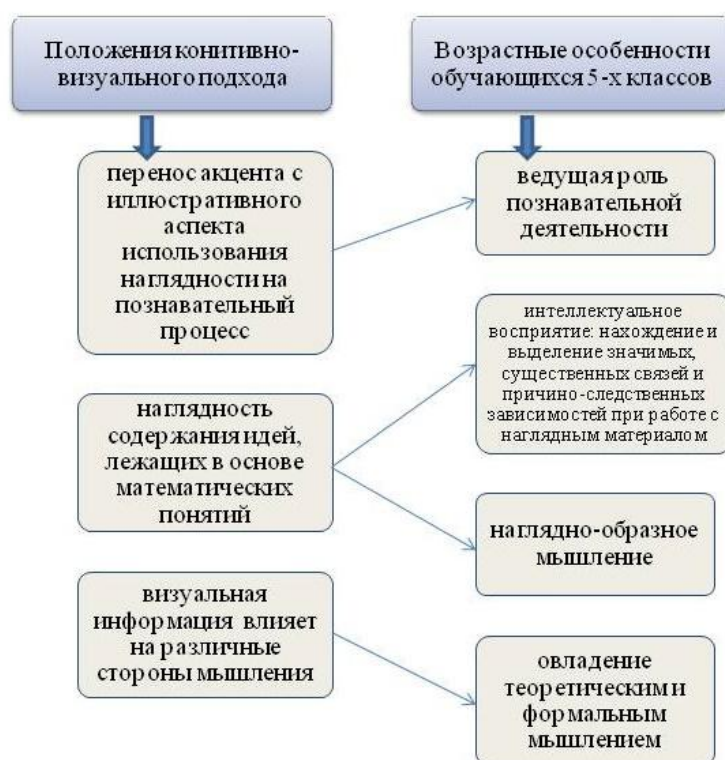 Положения конитивно-
визуального подхода
перенос акцента с
иллюстративного
аспекта
использования
наглядности на
познавательный
процесс
наглядность
содержания идей,
лежащих в основе
математических
понятий
визуальная
информация влияет
на различные
стороны мышления
Возрастные особенности
обучающихся 5-х классов
ведущая роль
познавательной
деятельности
интеллектуальное
восприятие: нахождение и
выделение значимых,
существенных связей и
причино-следственных
зависимостей при работе с
наглядным материалом
наглядно-образное
мышление
овладение
теоретическим и
формальным
мышлением